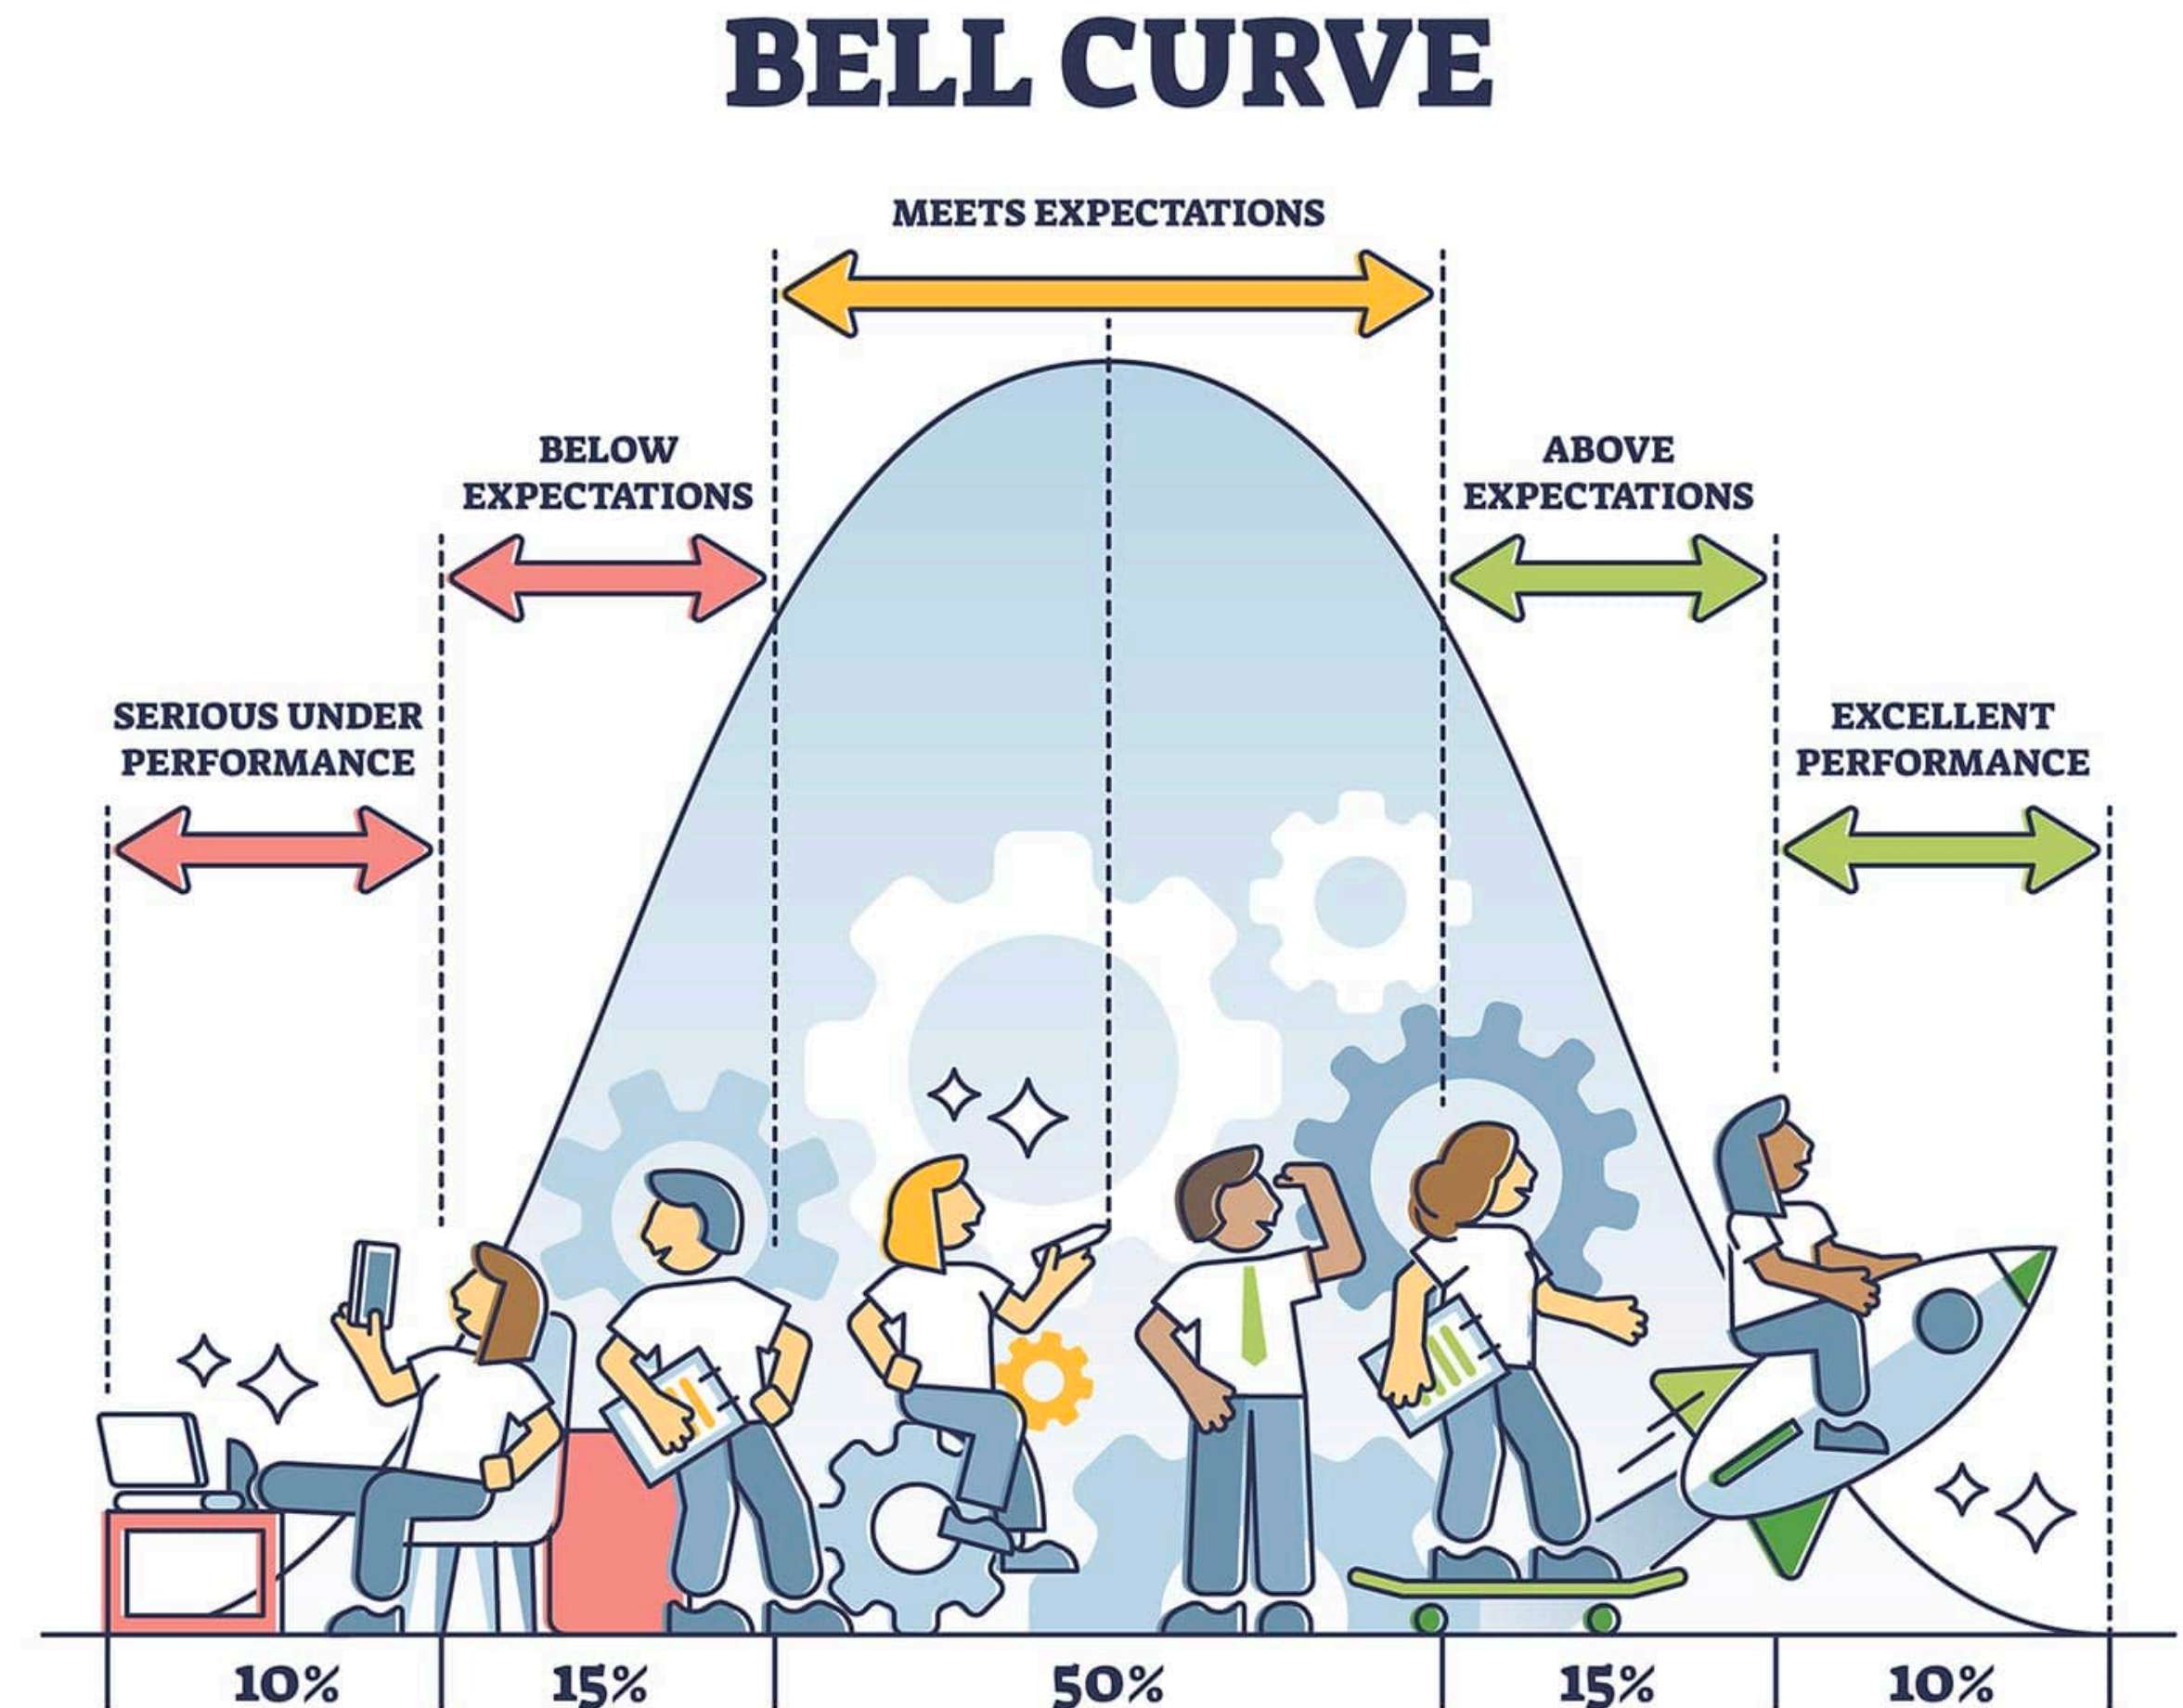 BELL CURVE
MEETS EXPECTATIONS
BELOW
EXPECTATIONS
ABOVE
EXPECTATIONS
SERIOUS UNDER
PERFORMANCE
EXCELLENT
PERFORMANCE
10%
15%
50%
15%
10%